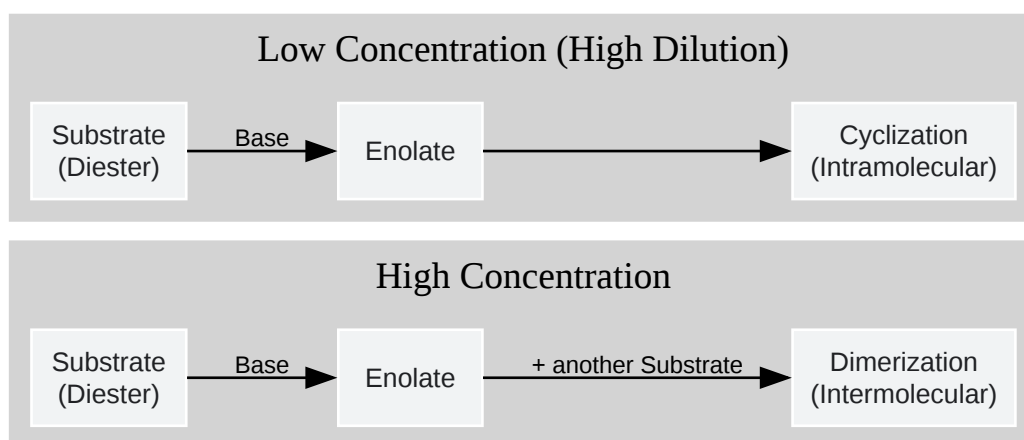 Low Concentration (High Dilution)
Substrate
(Diester)
Base
Enolate
Cyclization
(Intramolecular)
High Concentration
Substrate
(Diester)
Base
Enolate
+ another Substrate
Dimerization
(Intermolecular)